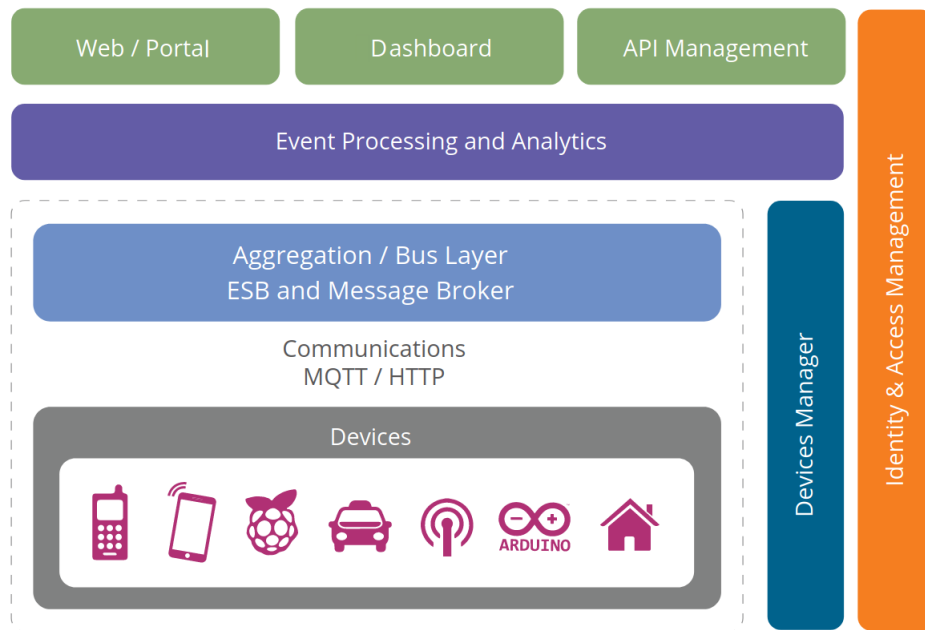 Web / Portal
Dashboard
API Management
Event Processing and Analytics
Aggregation / Bus Layer
ESB and Message Broker
Communications
MQTT / HTTP
Devices
ARDUINO
Devices Manager
Identity & Access Management